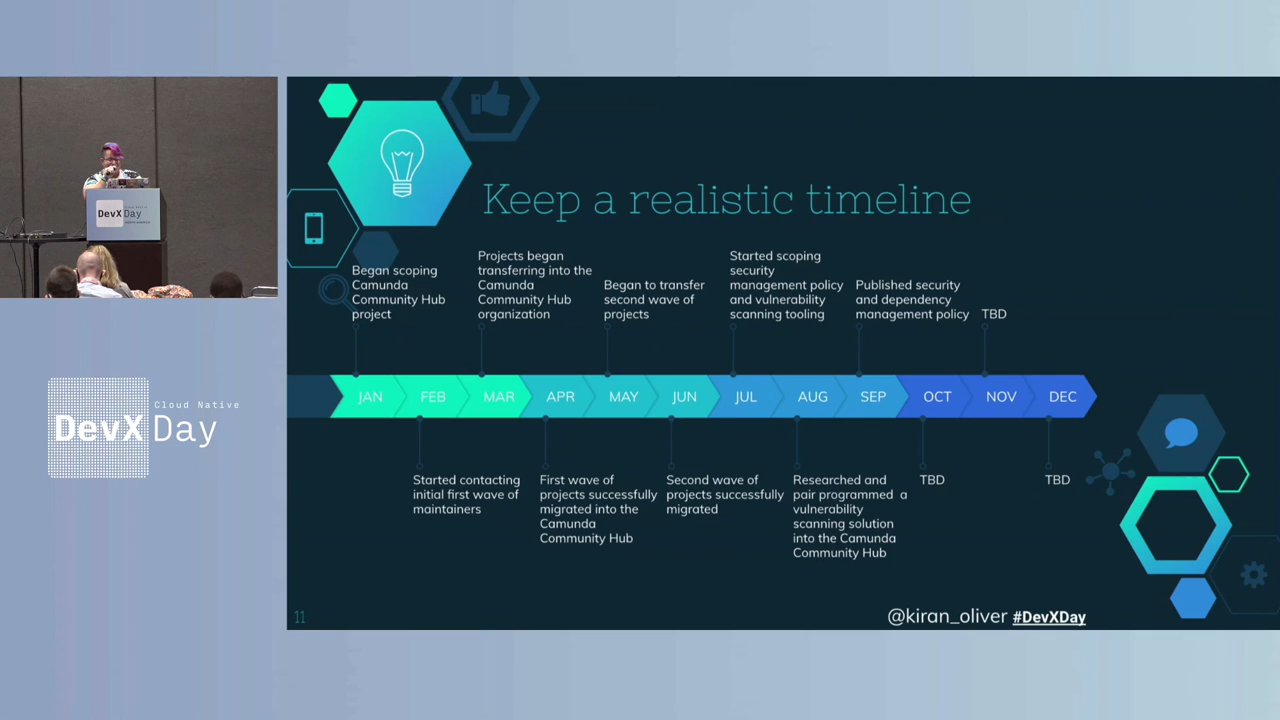 Keep a realistic timeline
Began scoping
Camunda
Community Hub
project
Projects began
transferring into the
Camunda
Community Hub
organization
Began to transfer
second wave of
projects
Started scoping
security
management policy
and vulnerability
scanning tooling
Published security
and dependency
management policy
TBD
JAN FEB MAR APR MAY JUN JUL AUG SEP OCT NOV DEC
Started contacting
initial first wave of
maintainers
First wave of
projects successfully
migrated into the
Camunda
Community Hub
Second wave of
projects successfully
migrated
Researched and
pair programmed a
vulnerability
scanning solution
into the Camunda
Community Hub
TBD
TBD
11
@kiran_oliver #DevXDay
DevX Day
Cloud Native
DevX Day